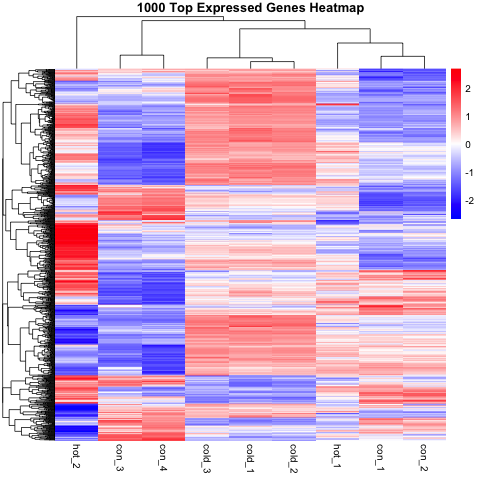 1000 Top Expressed Genes Heatmap
2
1
0
-1
-2
hot_2
con_3
con_4
cold_3
cold_1
cold_2
hot_1
con_1
con_2